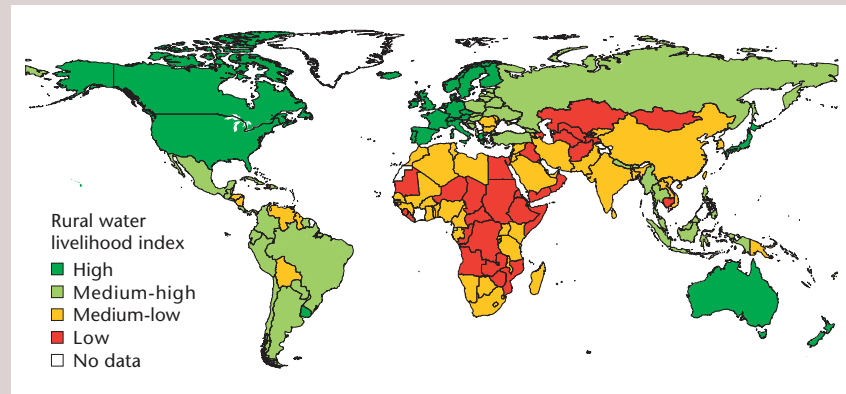 Rural water
livelihood index
High
Medium-high
Medium-low
Low
No data